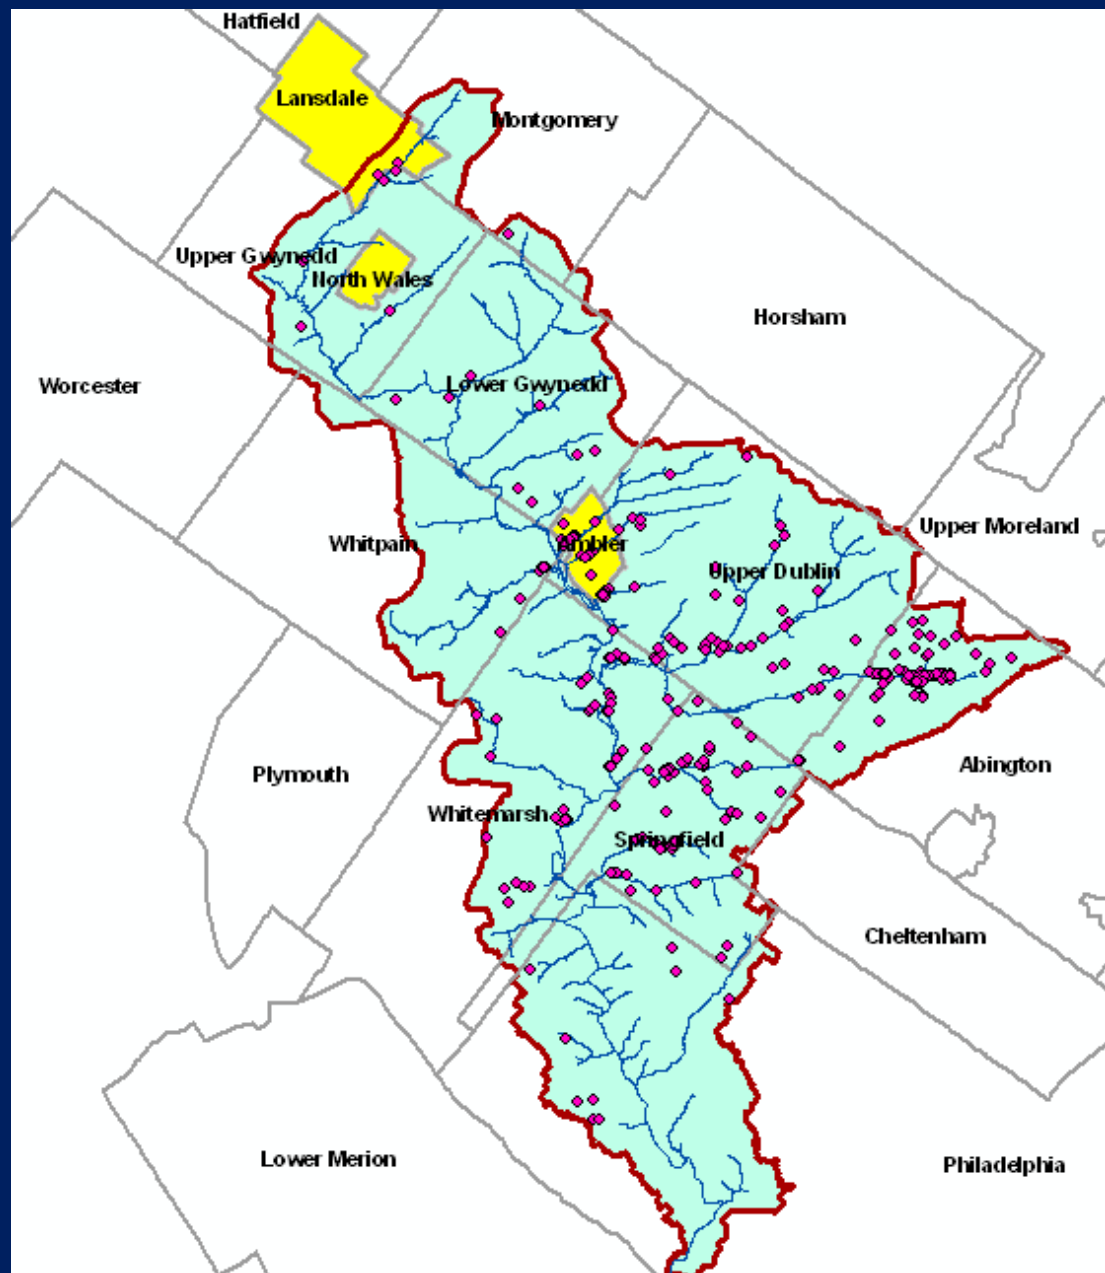 Hatfield
Lansdale
Montgomery
Upper Gwynedd
North Wales
Horsham
Worcester
Lower Gwynedd
Upper Moreland
Whitpain
Ambler
Upper Dublin
Plymouth
Abington
Whitemarsh
Springfield
Cheltenham
Lower Merion
Philadelphia